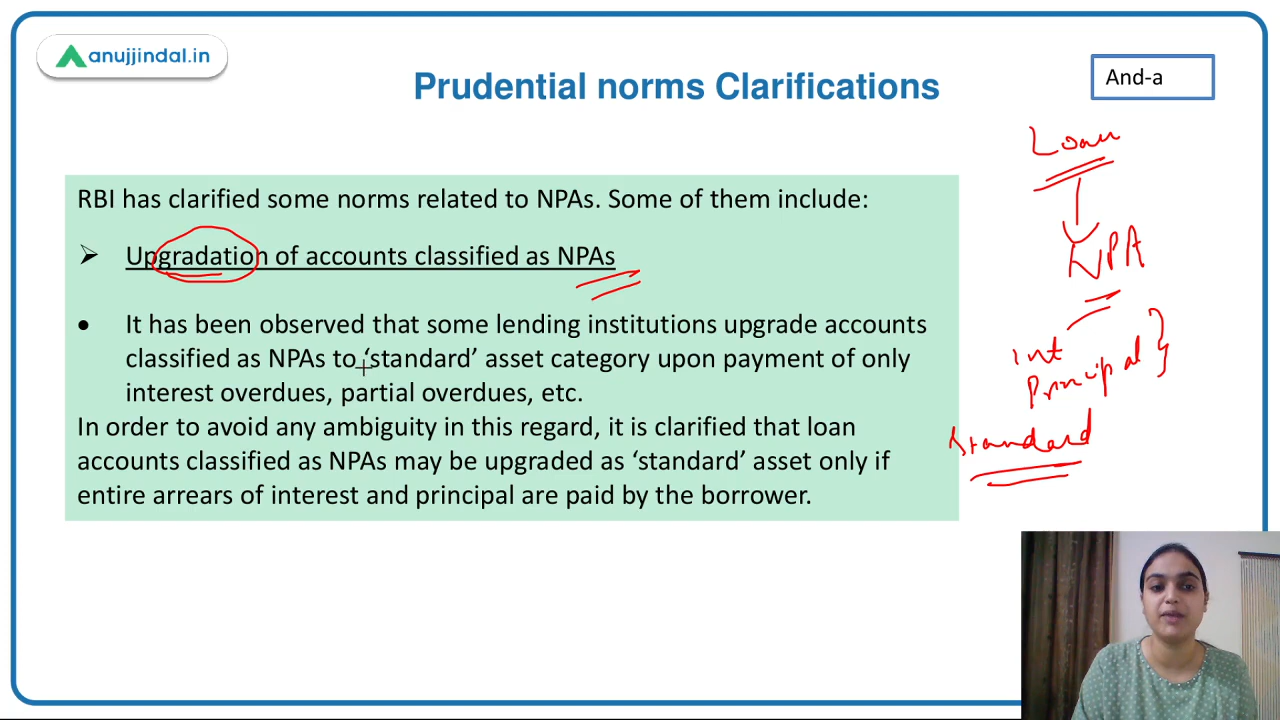 anujjindal.in
Prudential norms Clarifications
And-a
RBI has clarified some norms related to NPAs. Some of them include:
➢ Upgradation of accounts classified as NPAs
• It has been observed that some lending institutions upgrade accounts
classified as NPAs to ‘standard’ asset category upon payment of only
interest overdues, partial overdues, etc.
In order to avoid any ambiguity in this regard, it is clarified that loan
accounts classified as NPAs may be upgraded as ‘standard’ asset only if
entire arrears of interest and principal are paid by the borrower.
Loan
NPA
int
Principal
Standard